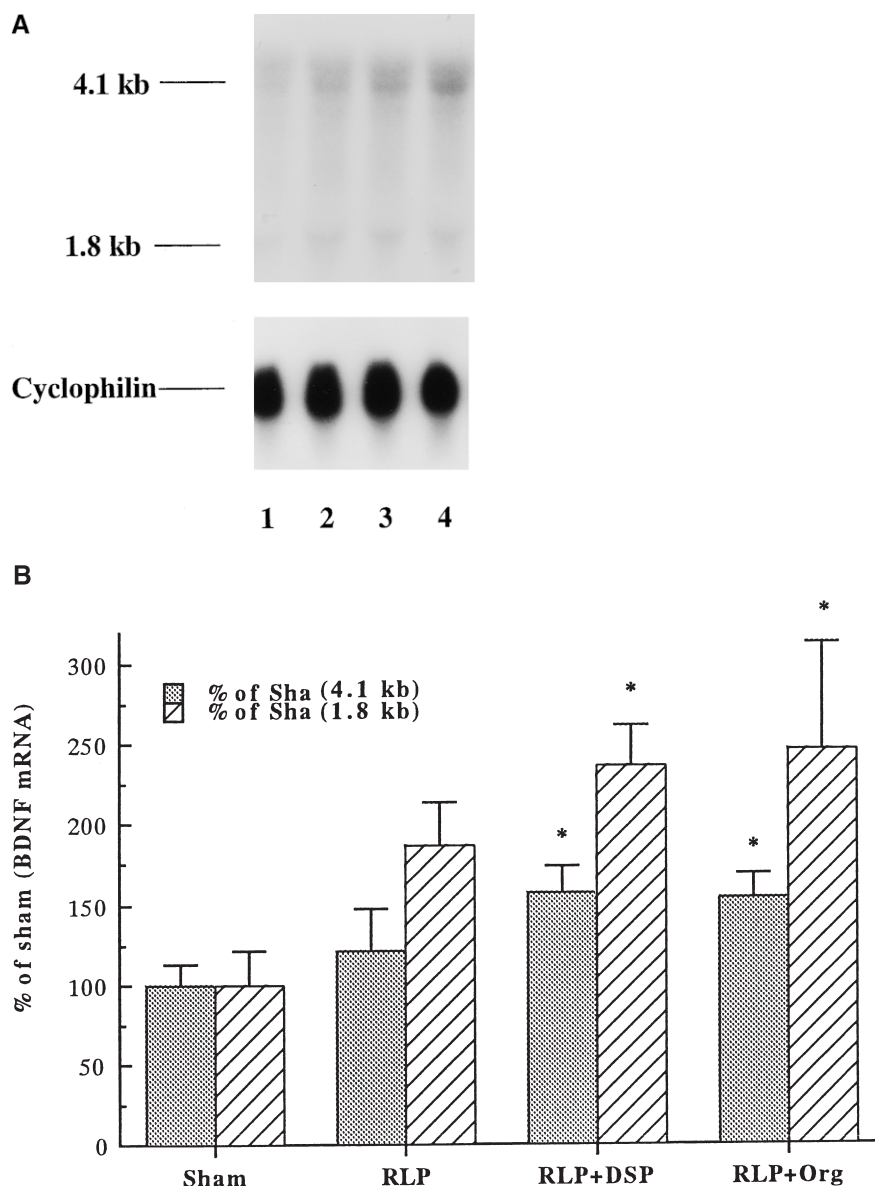 A
4.1 kb
1.8 kb
Cyclophilin
1 2 3 4
B
% of sham (BDNF mRNA)
300
250
200
150
100
50
0
% of Sha (4.1 kb)
% of Sha (1.8 kb)
* * * *
Sham RLP RLP+DSP RLP+Org